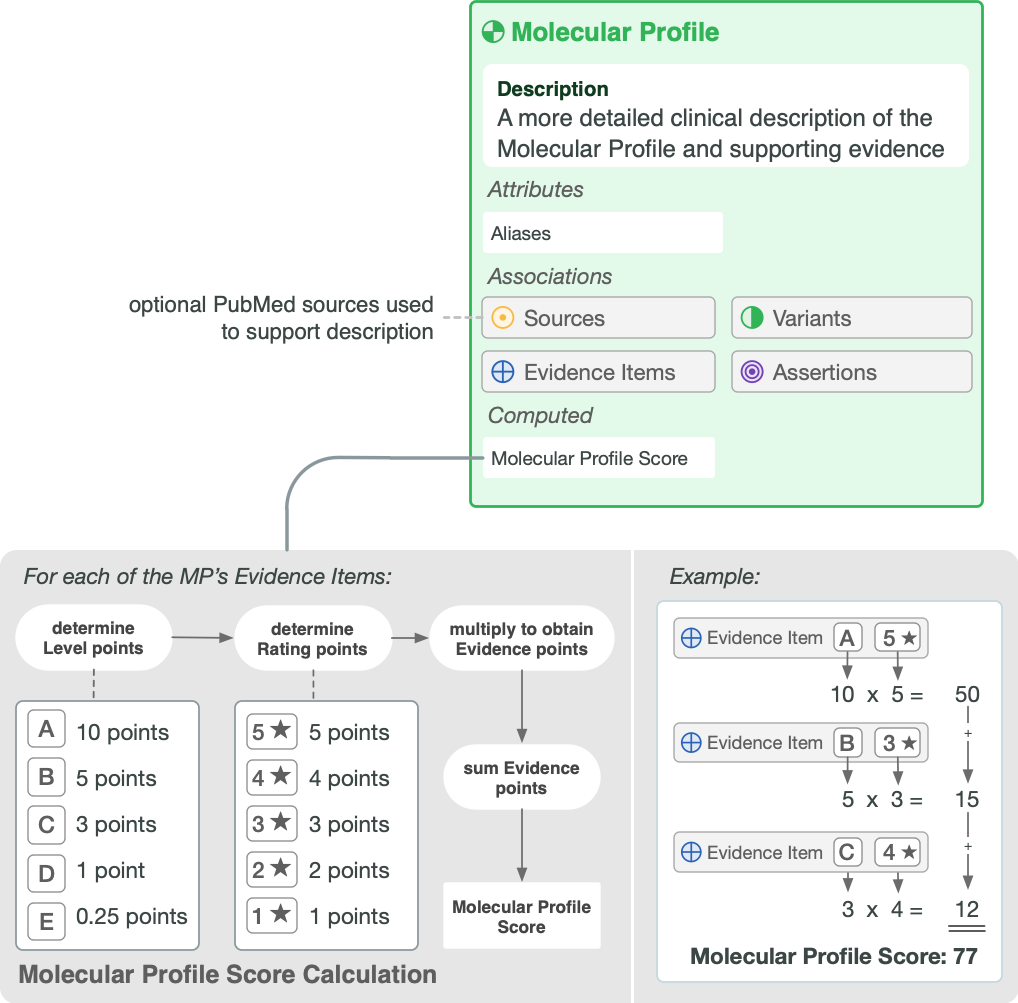 Molecular Profile
Description
A more detailed clinical description of the
Molecular Profile and supporting evidence
Attributes
Aliases
Associations
optional PubMed sources used
to support description
Sources
Variants
Evidence Items
Assertions
Computed
Molecular Profile Score
For each of the MP's Evidence Items:
determine
Level points
determine
Rating points
multiply to obtain
Evidence points
A 10 points
B 5 points
C 3 points
D 1 point
E 0.25 points
5 ★ 5 points
4 ★ 4 points
3 ★ 3 points
2 ★ 2 points
1 ★ 1 points
sum Evidence
points
Molecular Profile
Score
Molecular Profile Score Calculation
Example:
Evidence Item A 5 ★
10 x 5 = 50
+
Evidence Item B 3 ★
5 x 3 = 15
+
Evidence Item C 4 ★
3 x 4 = 12
Molecular Profile Score: 77